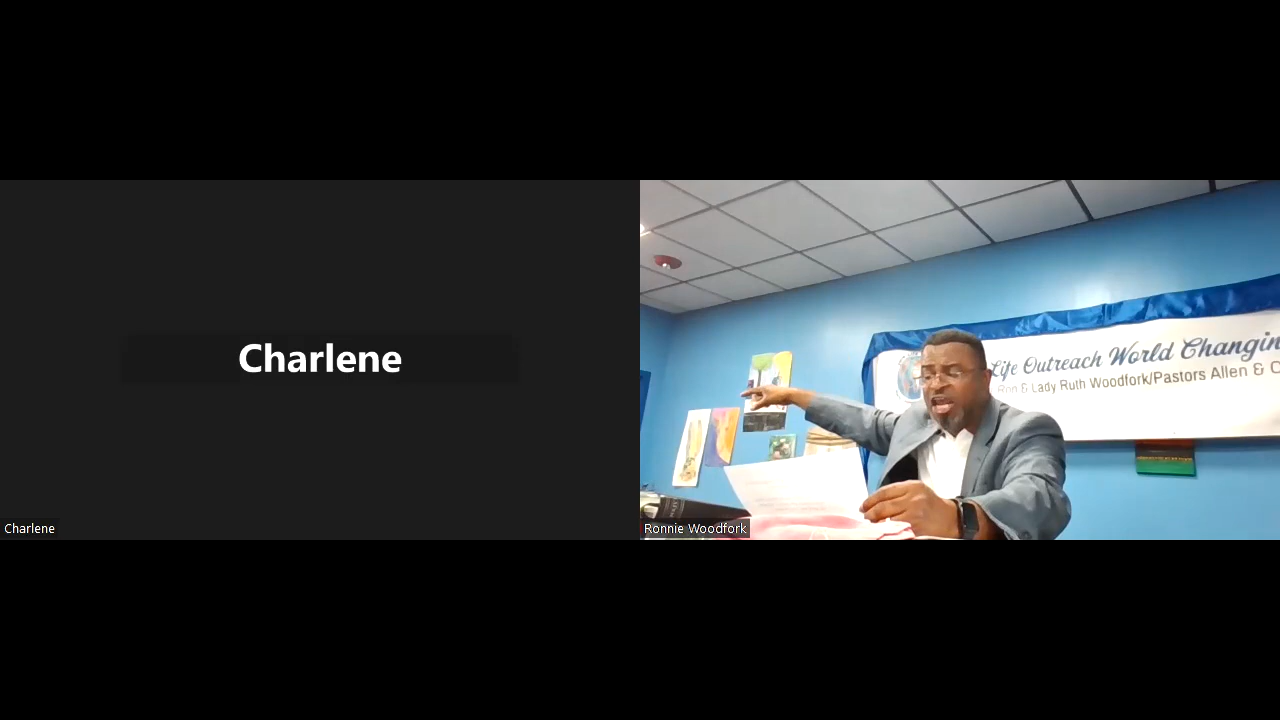 Charlene
Charlene
Life Outreach World Changin
Ron & Lady Ruth Woodfork/Pastors Allen & C
Ronnie Woodfork